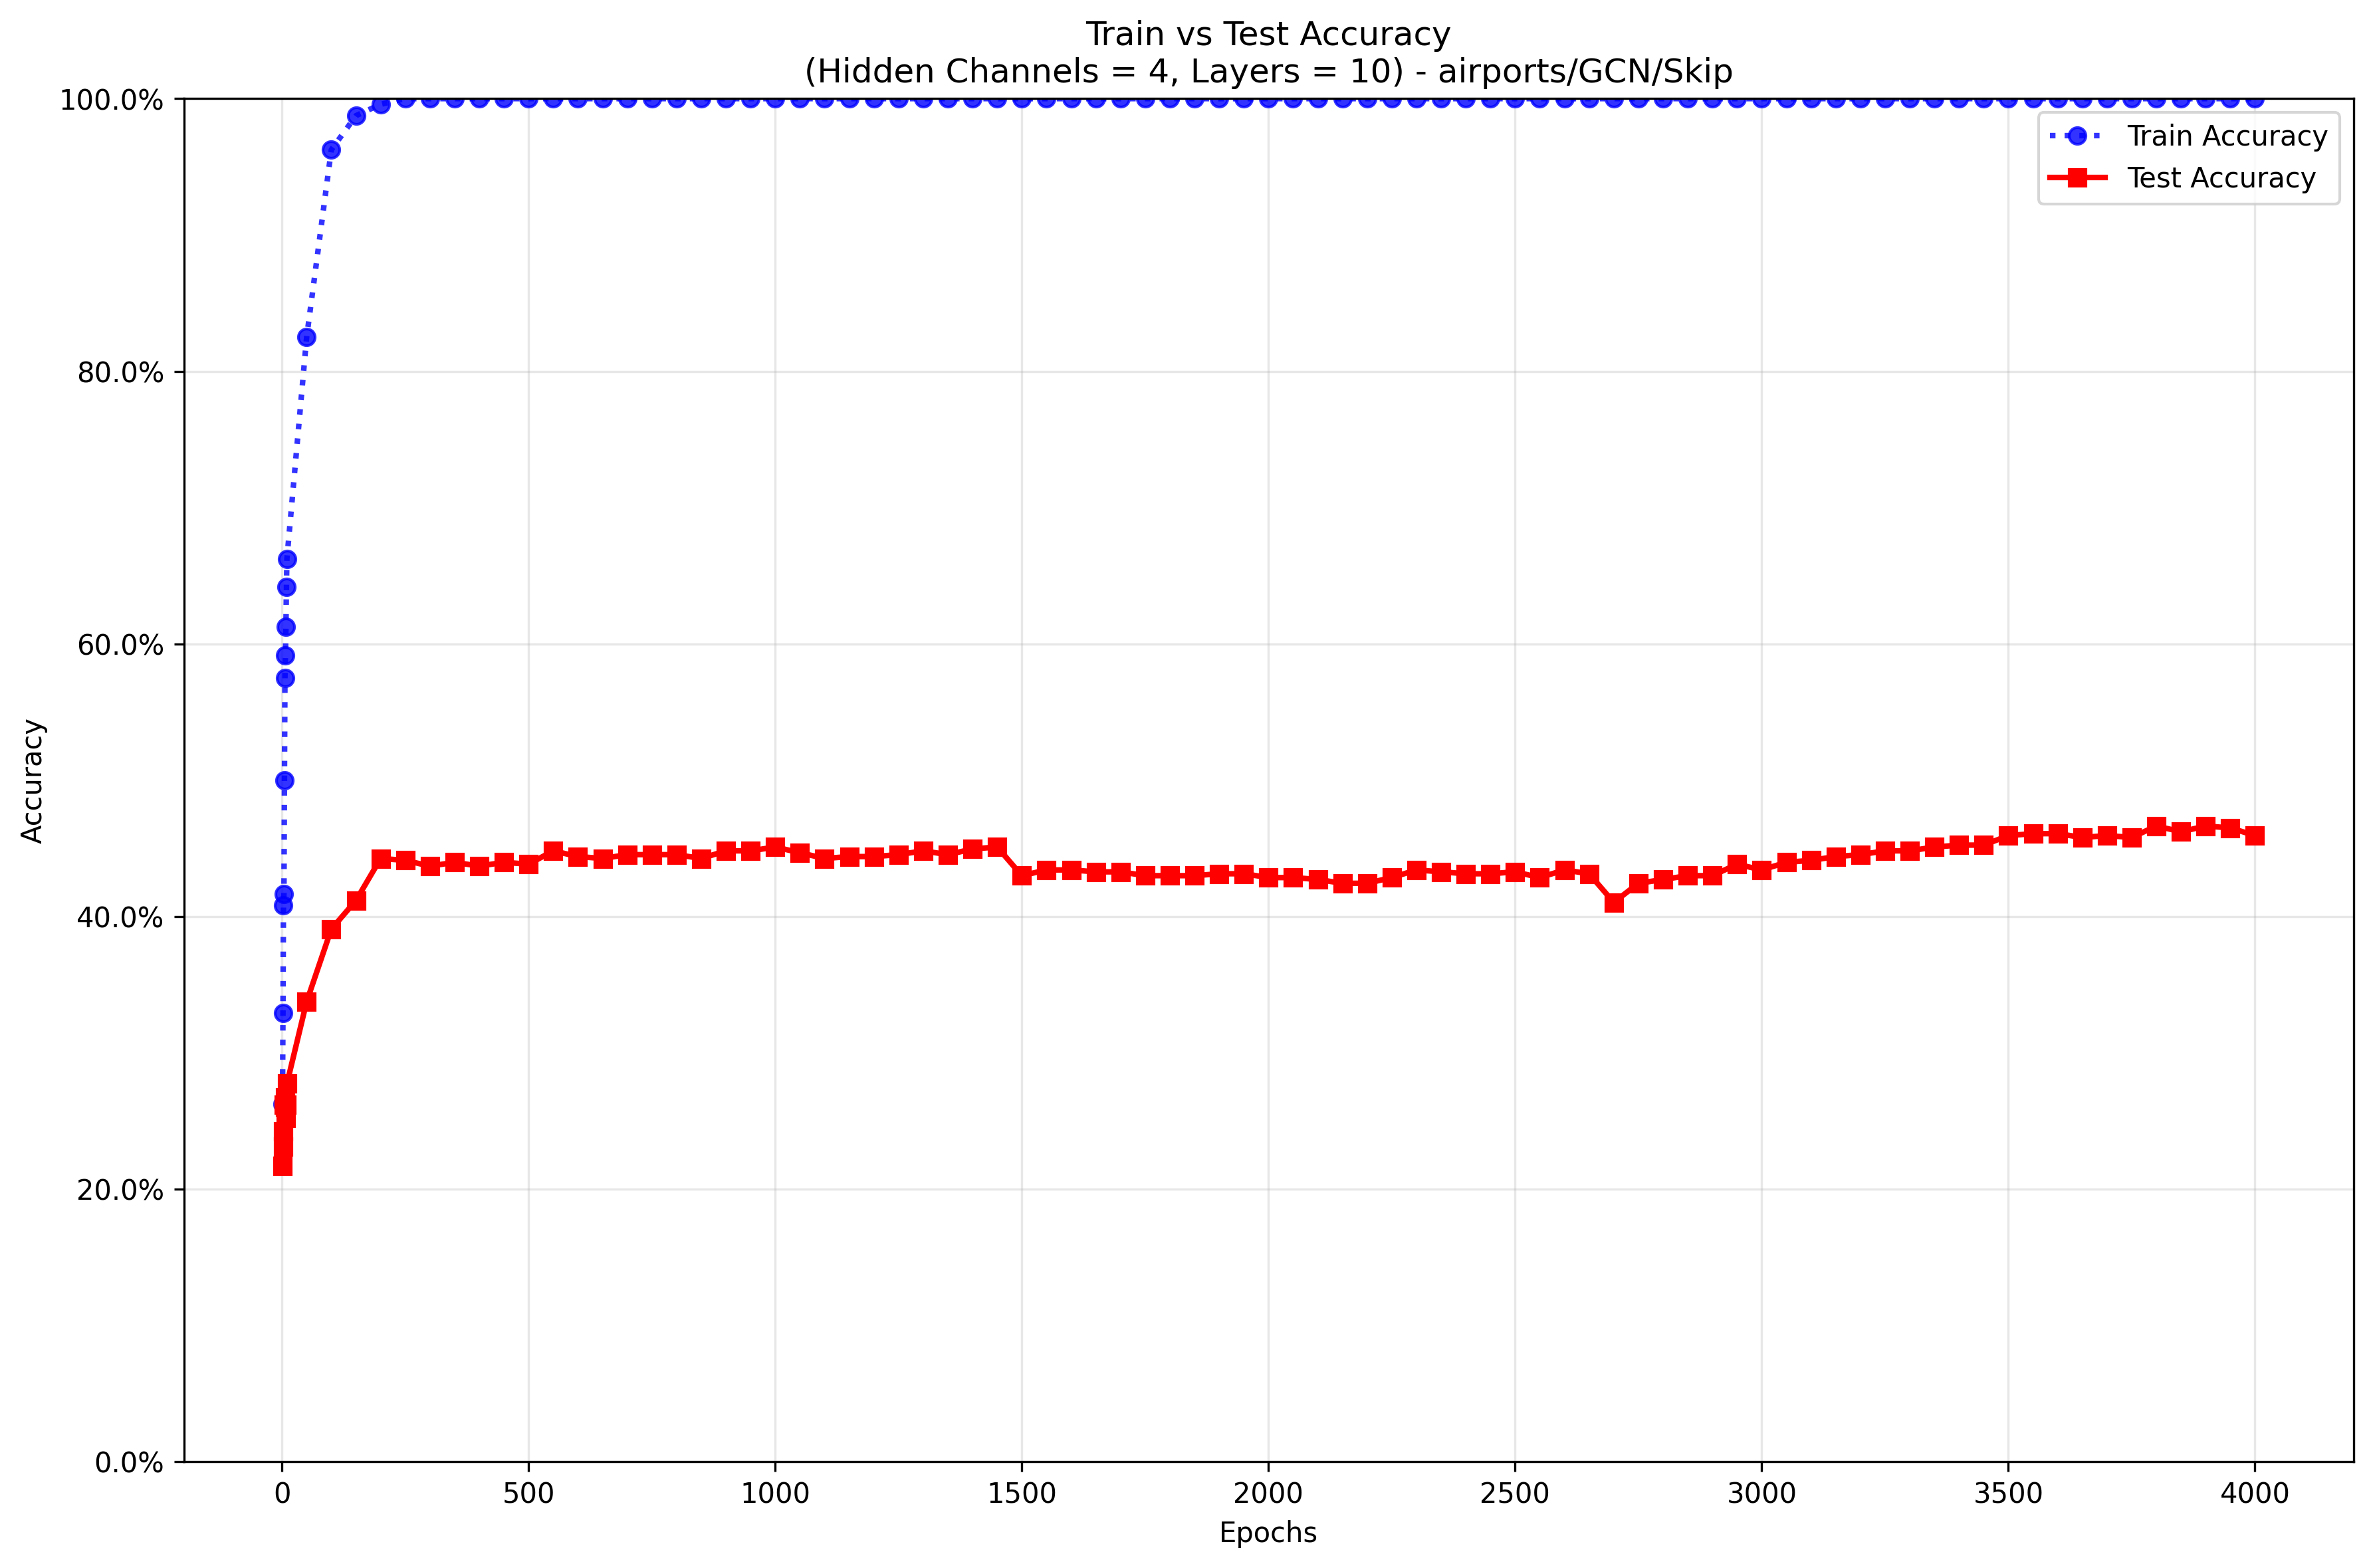 Train vs Test Accuracy
(Hidden Channels = 4, Layers = 10) - airports/GCN/Skip
100.0%
80.0%
60.0%
40.0%
20.0%
0.0%
Accuracy
Train Accuracy
Test Accuracy
0 500 1000 1500 2000 2500 3000 3500 4000
Epochs